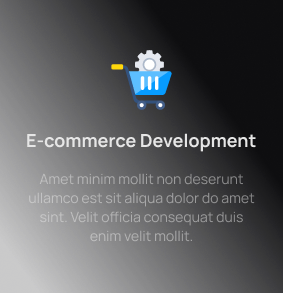 E-commerce Development
Amet minim mollit non deserunt
ullamco est sit aliqua dolor do amet
sint. Velit officia consequat duis
enim velit mollit.